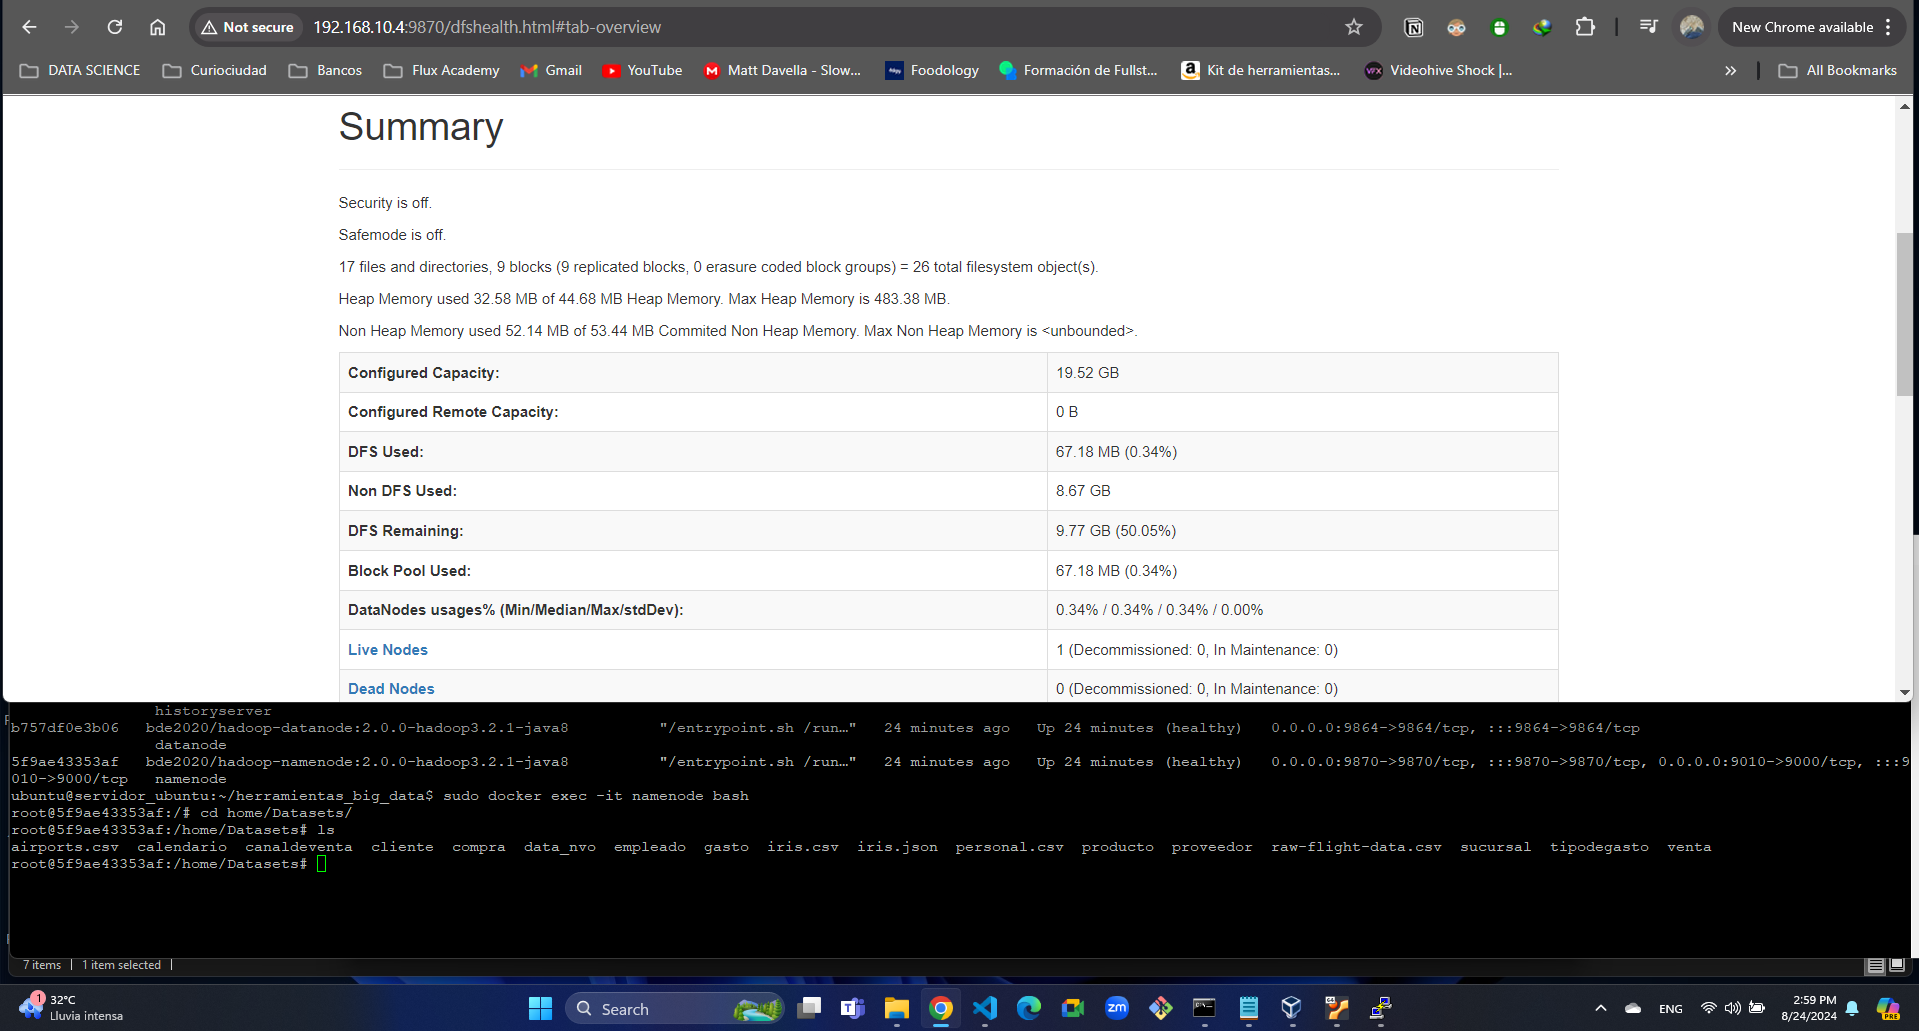 Not secure 192.168.10.4:9870/dfshealth.html#tab-overview New Chrome available
DATA SCIENCE Curiociudad Bancos Flux Academy Gmail YouTube Matt Davella - Slow... Foodology Formación de Fullst... Kit de herramientas... Videohive Shock |... » All Bookmarks
Summary
Security is off.
Safemode is off.
17 files and directories, 9 blocks (9 replicated blocks, 0 erasure coded block groups) = 26 total filesystem object(s).
Heap Memory used 32.58 MB of 44.68 MB Heap Memory. Max Heap Memory is 483.38 MB.
Non Heap Memory used 52.14 MB of 53.44 MB Commited Non Heap Memory. Max Non Heap Memory is <unbounded>.
Configured Capacity: 19.52 GB
Configured Remote Capacity: 0 B
DFS Used: 67.18 MB (0.34%)
Non DFS Used: 8.67 GB
DFS Remaining: 9.77 GB (50.05%)
Block Pool Used: 67.18 MB (0.34%)
DataNodes usages% (Min/Median/Max/stdDev): 0.34% / 0.34% / 0.34% / 0.00%
Live Nodes 1 (Decommissioned: 0, In Maintenance: 0)
Dead Nodes 0 (Decommissioned: 0, In Maintenance: 0)
historyserver
b757df0e3b06 bde2020/hadoop-datanode:2.0.0-hadoop3.2.1-java8 "/entrypoint.sh /run…" 24 minutes ago Up 24 minutes (healthy) 0.0.0.0:9864->9864/tcp, :::9864->9864/tcp
datanode
5f9ae43353af bde2020/hadoop-namenode:2.0.0-hadoop3.2.1-java8 "/entrypoint.sh /run…" 24 minutes ago Up 24 minutes (healthy) 0.0.0.0:9870->9870/tcp, :::9870->9870/tcp, 0.0.0.0:9010->9000/tcp, :::9
010->9000/tcp namenode
ubuntu@servidor_ubuntu:~/herramientas_big_data$ sudo docker exec -it namenode bash
root@5f9ae43353af:/# cd home/Datasets/
root@5f9ae43353af:/home/Datasets# ls
airports.csv calendario canaldeventa cliente compra data_nvo empleado gasto iris.csv iris.json personal.csv producto proveedor raw-flight-data.csv sucursal tipodegasto venta
root@5f9ae43353af:/home/Datasets#
7 items | 1 item selected |
1 32°C
Lluvia intensa
Search
zm
ENG
2:59 PM
8/24/2024
PRE